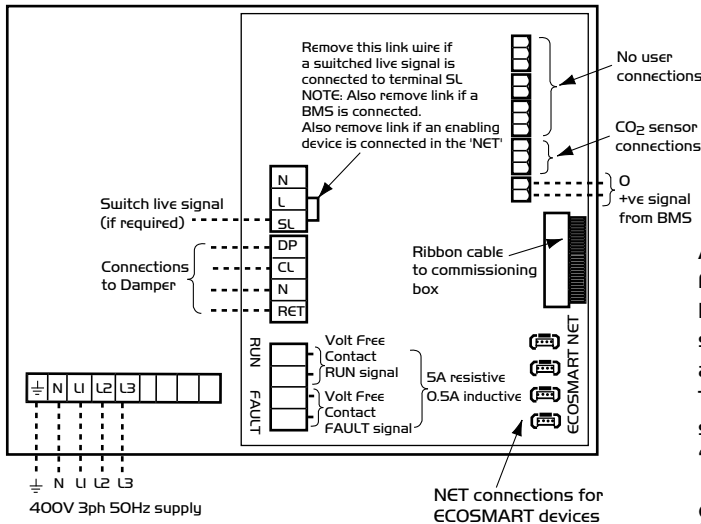 Remove this link wire if
a switched live signal is
connected to terminal SL
NOTE: Also remove link if a
BMS is connected.
Also remove link if an enabling
device is connected in the 'NET'
No user
connections
CO2 sensor
connections
0
+ve signal
from BMS
N
L
SL
Switch live signal
(if required)
DP
CL
N
RET
Connections
to Damper
Ribbon cable
to commissioning
box
RUN
FAULT
Volt Free
Contact
RUN signal
Volt Free
Contact
FAULT signal
5A resistive
0.5A inductive
ECOSMART NET
N L1 L2 L3
N L1 L2 L3
400V 3ph 50Hz supply
NET connections for
ECOSMART devices